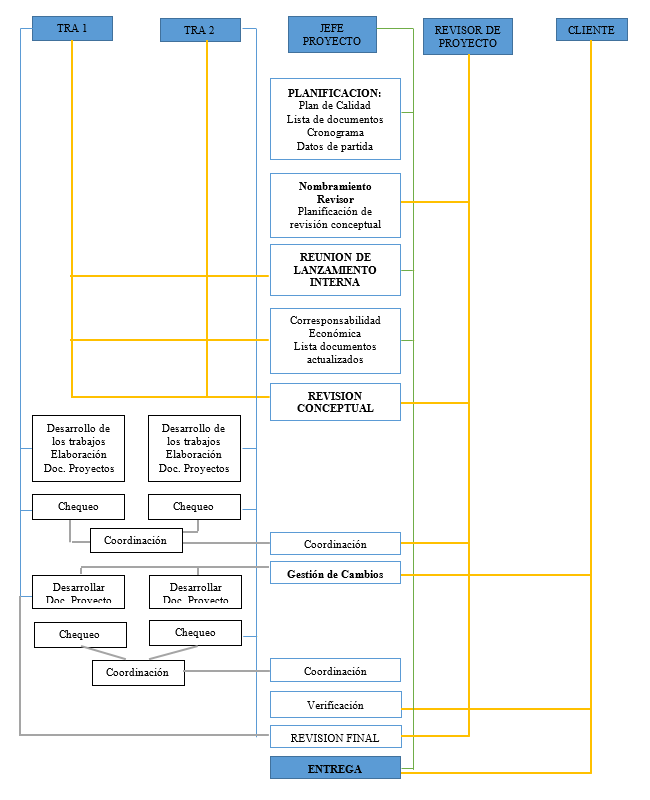 TRA 1
TRA 2
JEFE
PROYECTO
REVISOR DE
PROYECTO
CLIENTE
PLANIFICACION:
Plan de Calidad
Lista de documentos
Cronograma
Datos de partida
Nombramiento
Revisor
Planificación de
revisión conceptual
REUNION DE
LANZAMIENTO
INTERNA
Corresponsabilidad
Económica
Lista documentos
actualizados
REVISION
CONCEPTUAL
Desarrollo de
los trabajos
Elaboración
Doc. Proyectos
Desarrollo de
los trabajos
Elaboración
Doc. Proyectos
Chequeo
Chequeo
Coordinación
Coordinación
Gestión de Cambios
Desarrollar
Doc. Proyecto
Desarrollar
Doc. Proyecto
Chequeo
Chequeo
Coordinación
Coordinación
Verificación
REVISION FINAL
ENTREGA